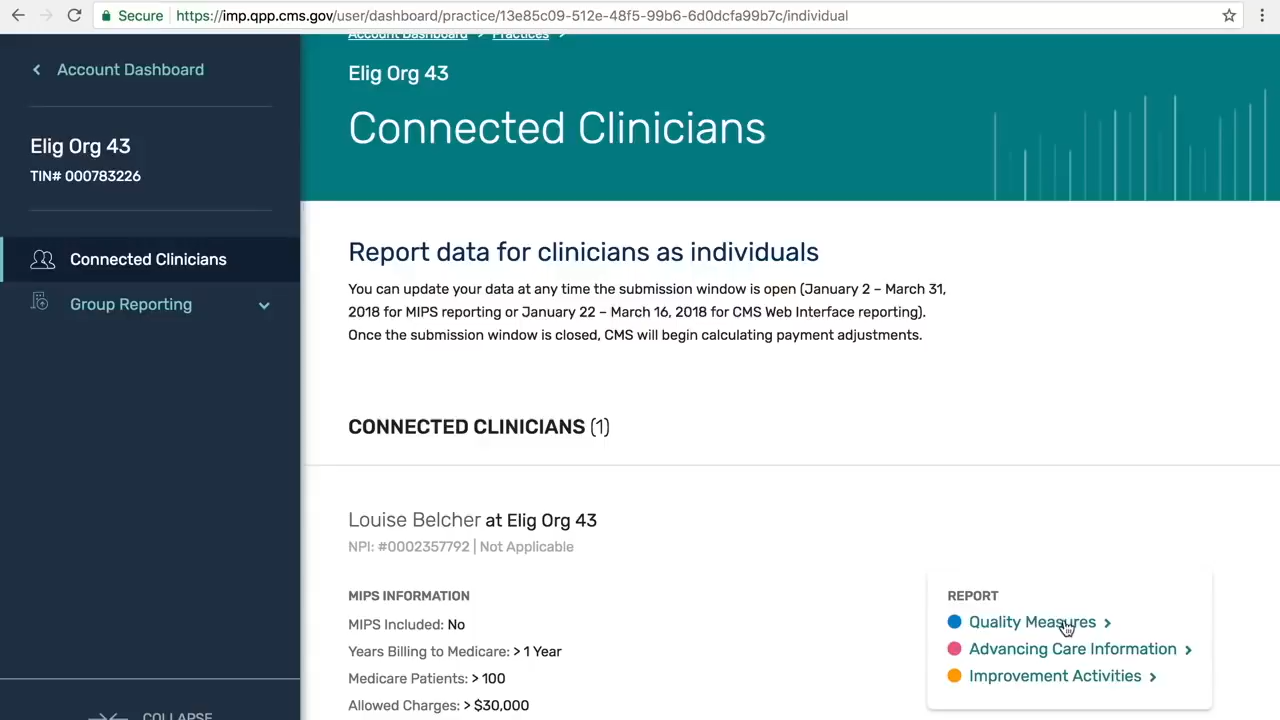 Secure https://imp.qpp.cms.gov/user/dashboard/practice/13e85c09-512e-48f5-99b6-6d0dcfa99b7c/individual
Account Dashboard > Practices >
Account Dashboard
Elig Org 43
Connected Clinicians
Elig Org 43
TIN# 000783226
Connected Clinicians
Group Reporting
Report data for clinicians as individuals
You can update your data at any time the submission window is open (January 2 – March 31,
2018 for MIPS reporting or January 22 – March 16, 2018 for CMS Web Interface reporting).
Once the submission window is closed, CMS will begin calculating payment adjustments.
CONNECTED CLINICIANS (1)
Louise Belcher at Elig Org 43
NPI: #0002357792 | Not Applicable
MIPS INFORMATION
MIPS Included: No
Years Billing to Medicare: > 1 Year
Medicare Patients: > 100
Allowed Charges: > $30,000
REPORT
Quality Measures >
Advancing Care Information >
Improvement Activities >
COLLAPSE